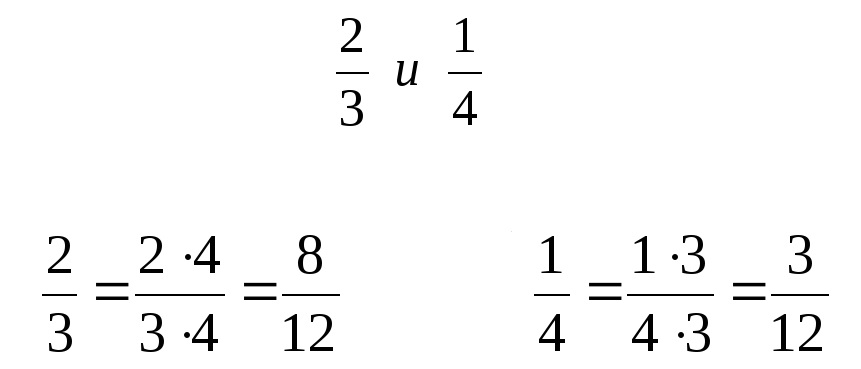 2/3 и 1/4
2/3 = 2 · 4/3 · 4 = 8/12
1/4 = 1 · 3/4 · 3 = 3/12